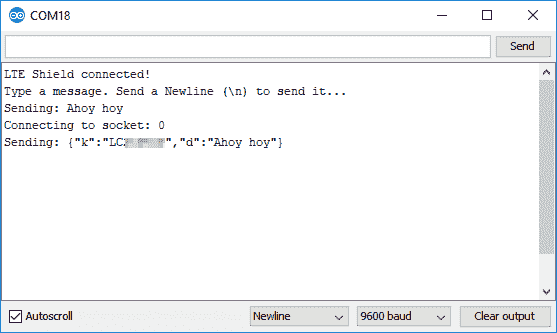 COM18
Send
LTE Shield connected!
Type a message. Send a Newline (\n) to send it...
Sending: Ahoy hoy
Connecting to socket: 0
Sending: {"k":"LC","d":"Ahoy hoy"}
Autoscroll
Newline
9600 baud
Clear output